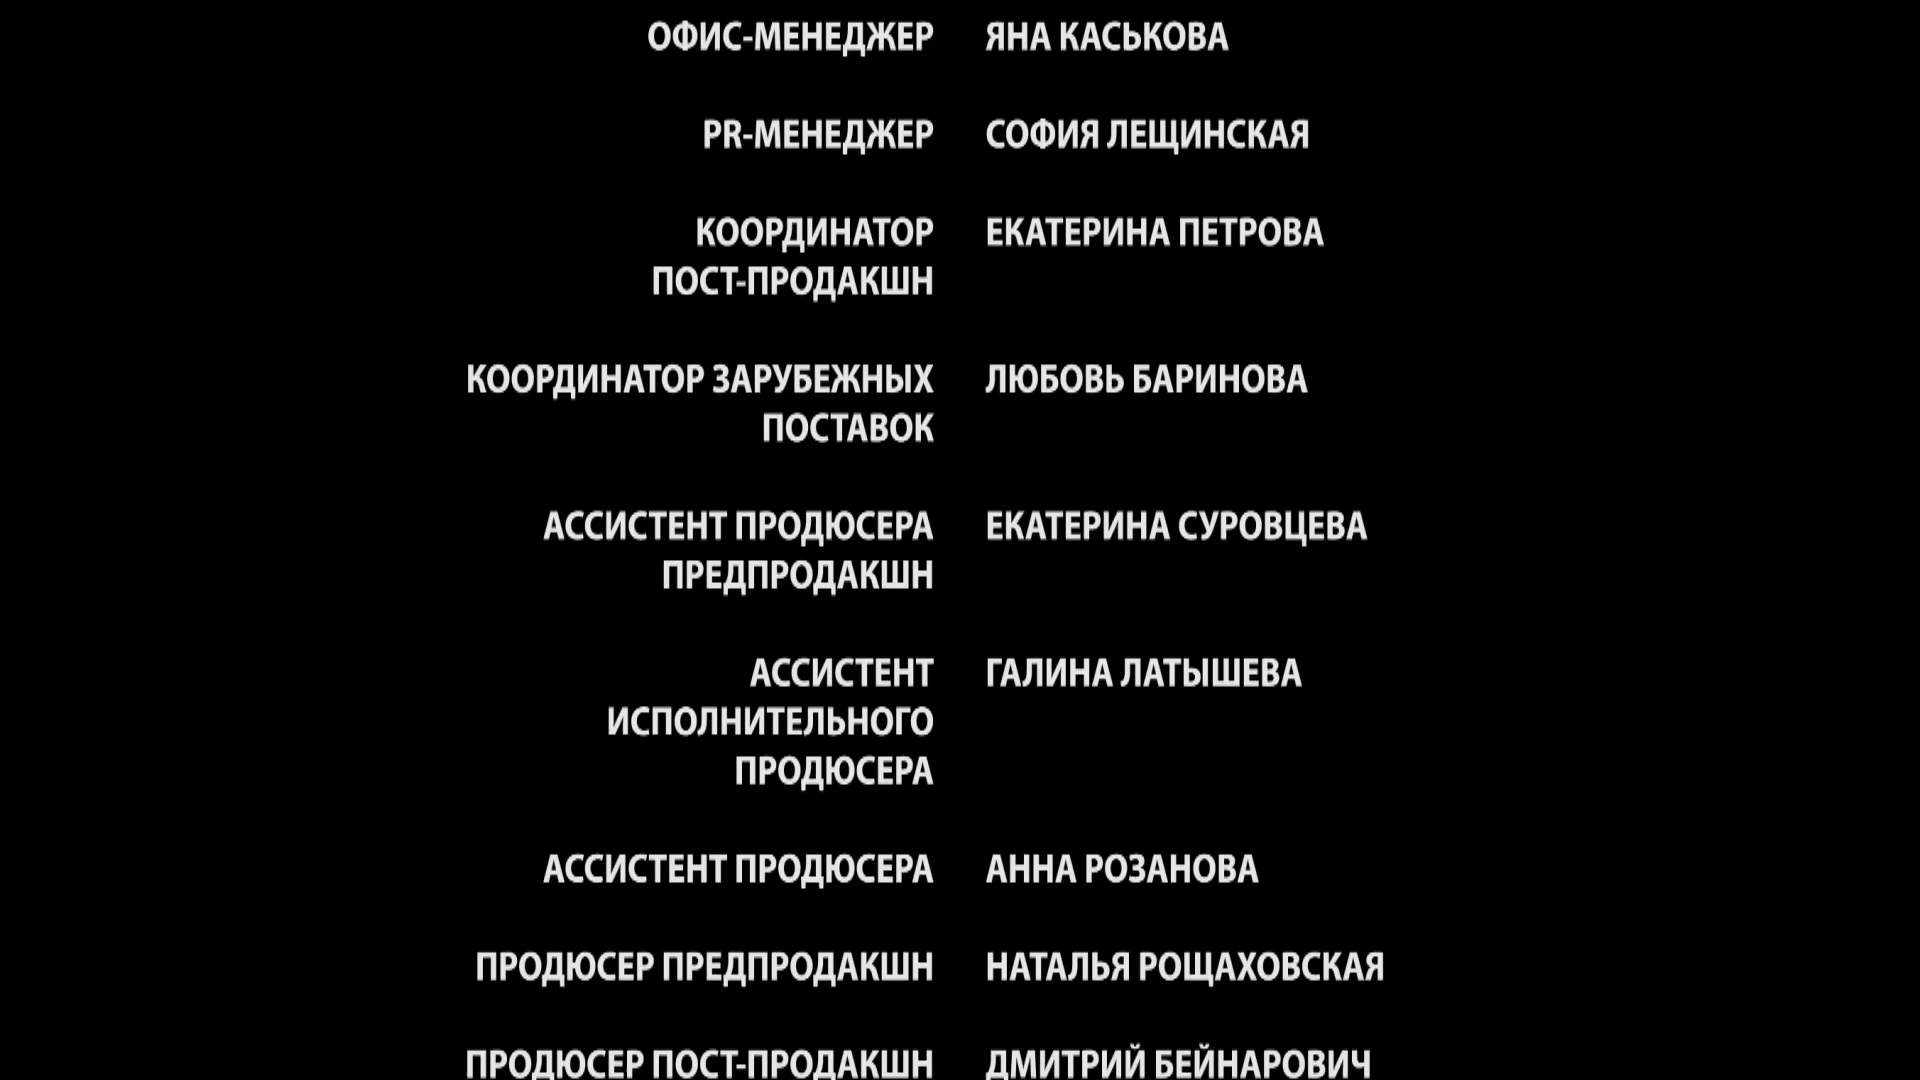 ОФИС-МЕНЕДЖЕР ЯНА КАСЬКОВА
PR-МЕНЕДЖЕР СОФИЯ ЛЕЩИНСКАЯ
КООРДИНАТОР ЕКАТЕРИНА ПЕТРОВА
ПОСТ-ПРОДАКШН
КООРДИНАТОР ЗАРУБЕЖНЫХ ЛЮБОВЬ БАРИНОВА
ПОСТАВОК
АССИСТЕНТ ПРОДЮСЕРА ЕКАТЕРИНА СУРОВЦЕВА
ПРЕДПРОДАКШН
АССИСТЕНТ ГАЛИНА ЛАТЫШЕВА
ИСПОЛНИТЕЛЬНОГО
ПРОДЮСЕРА
АССИСТЕНТ ПРОДЮСЕРА АННА РОЗАНОВА
ПРОДЮСЕР ПРЕДПРОДАКШН НАТАЛЬЯ РОЩАХОВСКАЯ
ПРОДЮСЕР ПОСТ-ПРОДАКШН ДМИТРИЙ БЕЙНАРОВИЧ